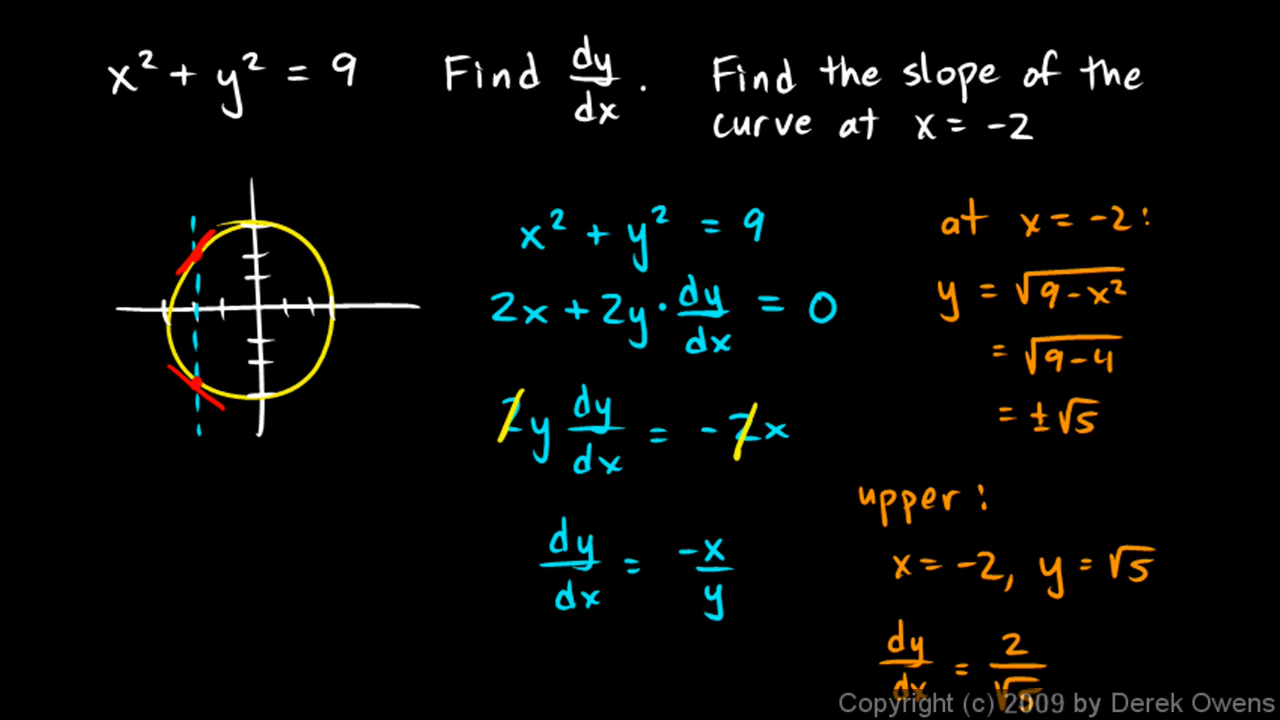 x² + y² = 9 Find dy/dx. Find the slope of the
curve at x = -2
x² + y² = 9
2x + 2y · dy/dx = 0
2y dy/dx = -2x
dy/dx = -x/y
at x = -2:
y = √(9-x²)
= √(9-4)
= ±√5
upper:
x = -2, y = √5
dy/dx = 2/√5
Copyright (c) 2009 by Derek Owens